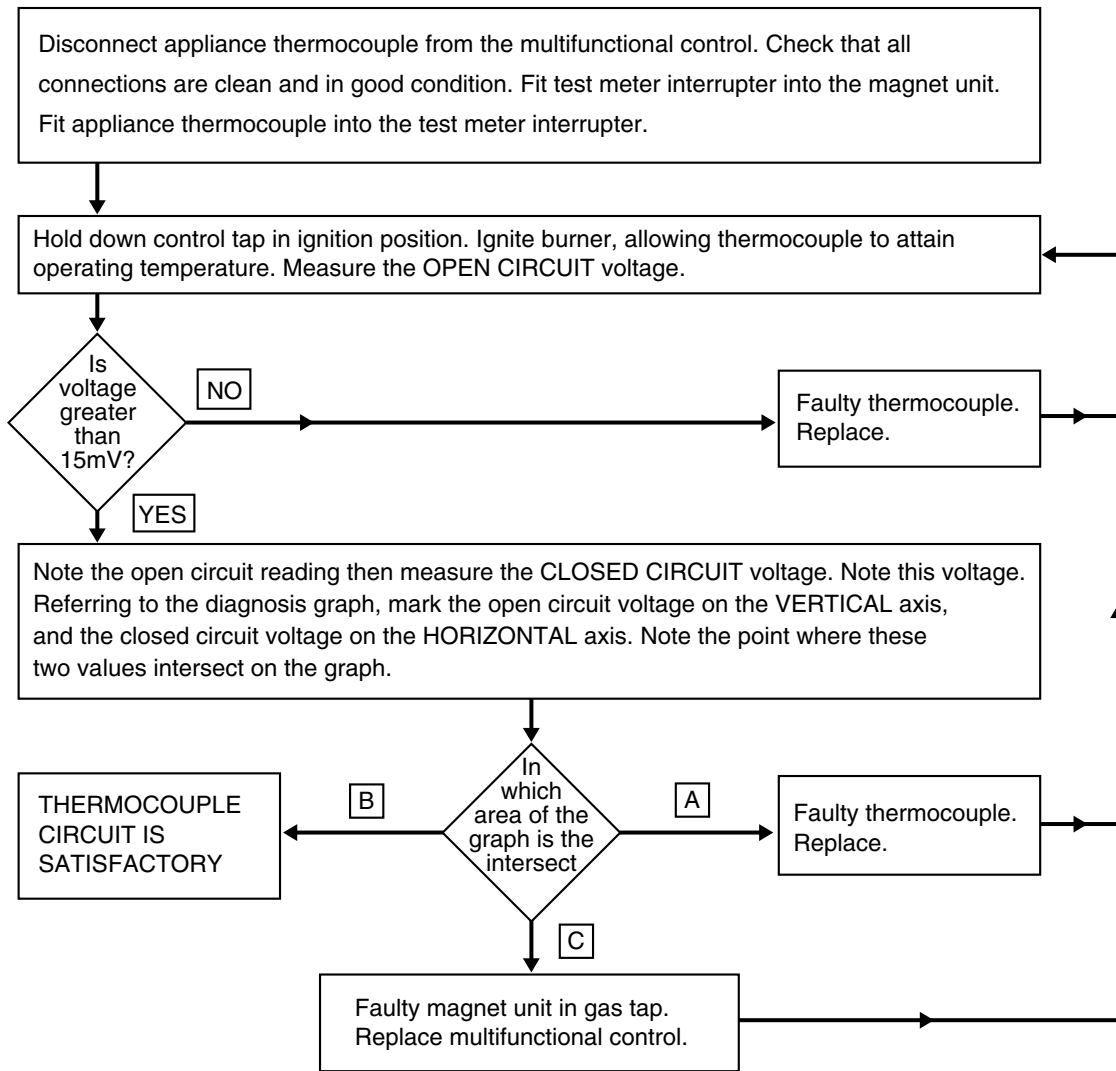 Disconnect appliance thermocouple from the multifunctional control. Check that all
connections are clean and in good condition. Fit test meter interrupter into the magnet unit.
Fit appliance thermocouple into the test meter interrupter.
Hold down control tap in ignition position. Ignite burner, allowing thermocouple to attain
operating temperature. Measure the OPEN CIRCUIT voltage.
Is
voltage
greater
than
15mV?
NO
Faulty thermocouple.
Replace.
YES
Note the open circuit reading then measure the CLOSED CIRCUIT voltage. Note this voltage.
Referring to the diagnosis graph, mark the open circuit voltage on the VERTICAL axis,
and the closed circuit voltage on the HORIZONTAL axis. Note the point where these
two values intersect on the graph.
In
which
area of the
graph is the
intersect
B
THERMOCOUPLE
CIRCUIT IS
SATISFACTORY
A
Faulty thermocouple.
Replace.
C
Faulty magnet unit in gas tap.
Replace multifunctional control.